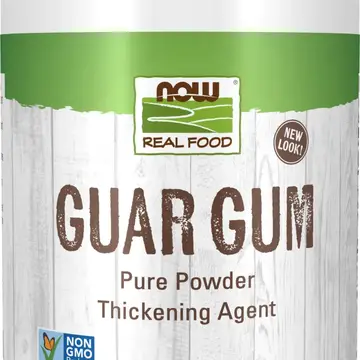 now
®
REAL FOOD
NEW
LOOK!
GUAR GUM
Pure Powder
Thickening Agent
NON
GMO